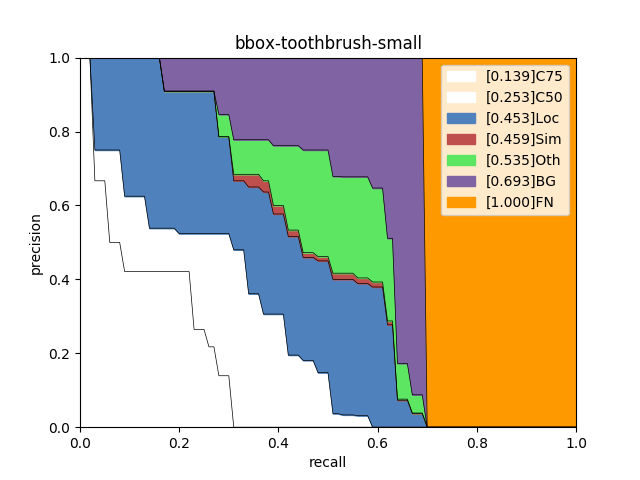 bbox-toothbrush-small
1.0
0.8
0.6
0.4
0.2
0.0
precision
[0.139]C75
[0.253]C50
[0.453]Loc
[0.459]Sim
[0.535]Oth
[0.693]BG
[1.000]FN
0.0 0.2 0.4 0.6 0.8 1.0
recall